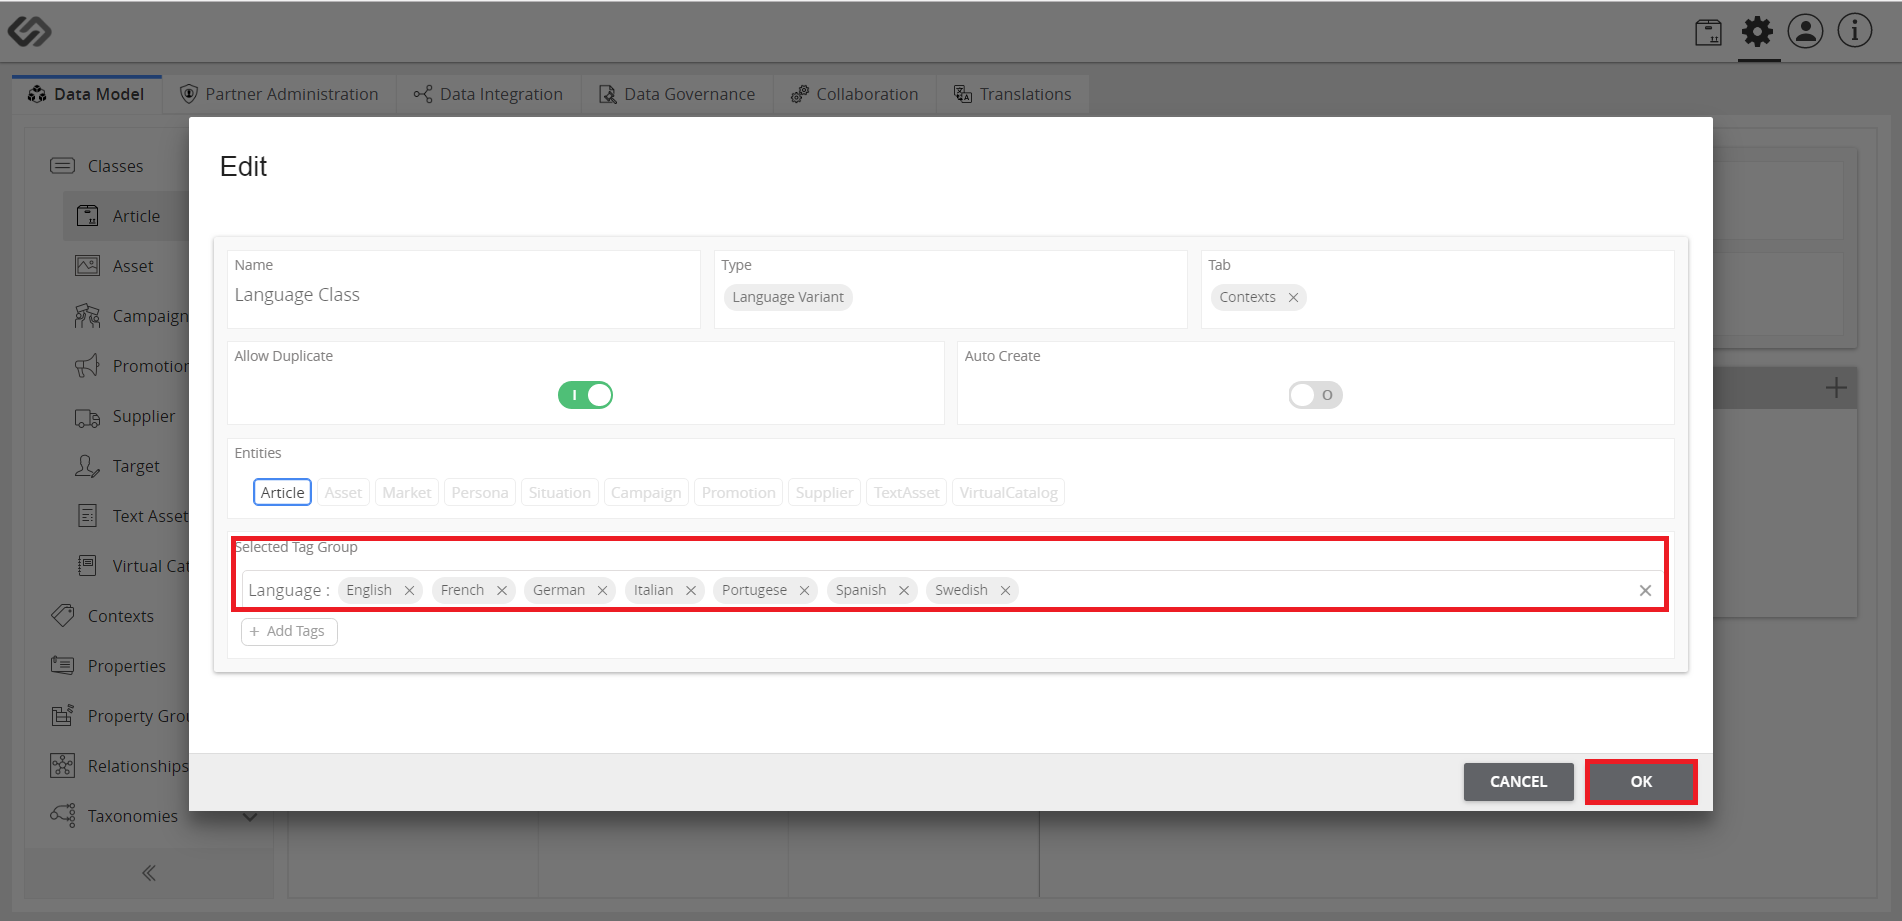 Data Model
Partner Administration
Data Integration
Data Governance
Collaboration
Translations
Classes
Article
Asset
Campaign
Promotion
Supplier
Target
Text Asset
Virtual Cat
Contexts
Properties
Property Grou
Relationships
Taxonomies
Edit
Name
Language Class
Type
Language Variant
Tab
Contexts
Allow Duplicate
Auto Create
Entities
Article Asset Market Persona Situation Campaign Promotion Supplier TextAsset VirtualCatalog
Selected Tag Group
Language : English French German Italian Portugese Spanish Swedish
+ Add Tags
CANCEL
OK